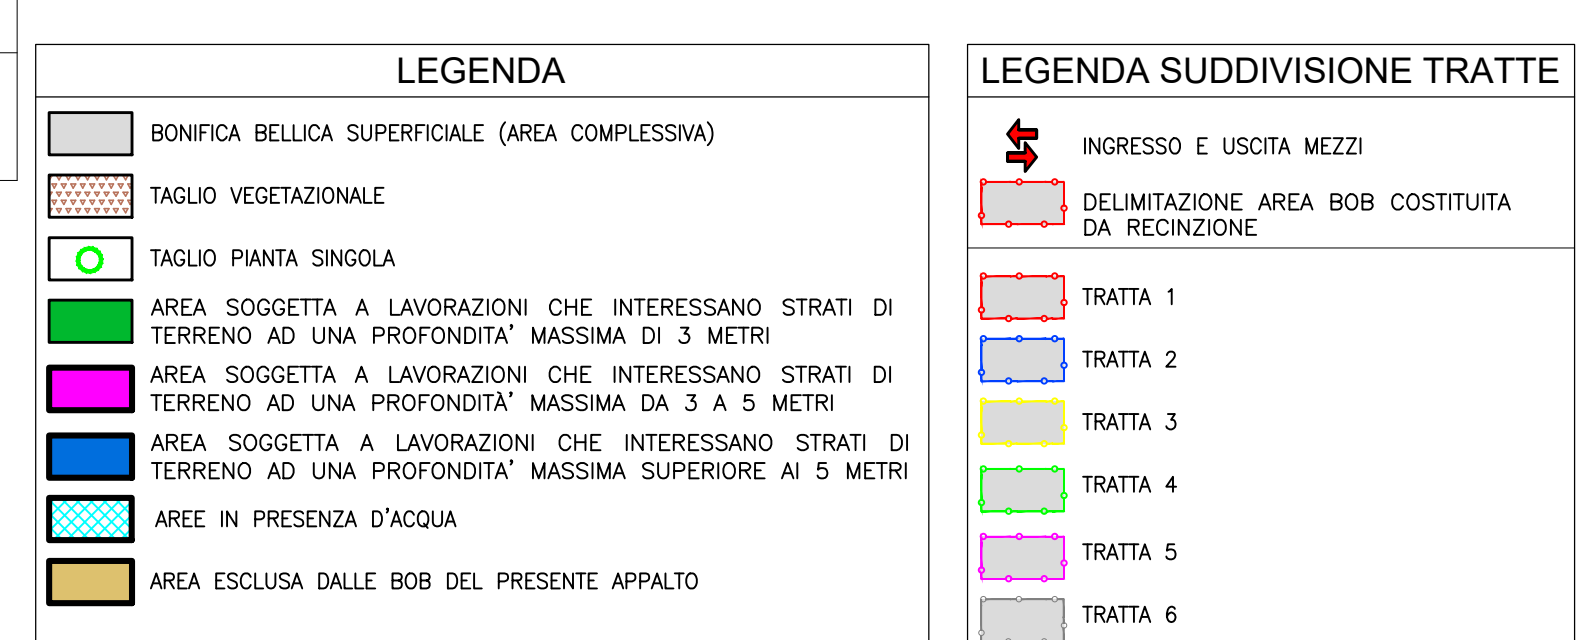 LEGENDA
BONIFICA BELLICA SUPERFICIALE (AREA COMPLESSIVA)
TAGLIO VEGETAZIONALE
TAGLIO PIANTA SINGOLA
AREA SOGGETTA A LAVORAZIONI CHE INTERESSANO STRATI DI
TERRENO AD UNA PROFONDITA' MASSIMA DI 3 METRI
AREA SOGGETTA A LAVORAZIONI CHE INTERESSANO STRATI DI
TERRENO AD UNA PROFONDITÀ' MASSIMA DA 3 A 5 METRI
AREA SOGGETTA A LAVORAZIONI CHE INTERESSANO STRATI DI
TERRENO AD UNA PROFONDITA' MASSIMA SUPERIORE AI 5 METRI
AREE IN PRESENZA D'ACQUA
AREA ESCLUSA DALLE BOB DEL PRESENTE APPALTO
LEGENDA SUDDIVISIONE TRATTE
INGRESSO E USCITA MEZZI
DELIMITAZIONE AREA BOB COSTITUITA
DA RECINZIONE
TRATTA 1
TRATTA 2
TRATTA 3
TRATTA 4
TRATTA 5
TRATTA 6